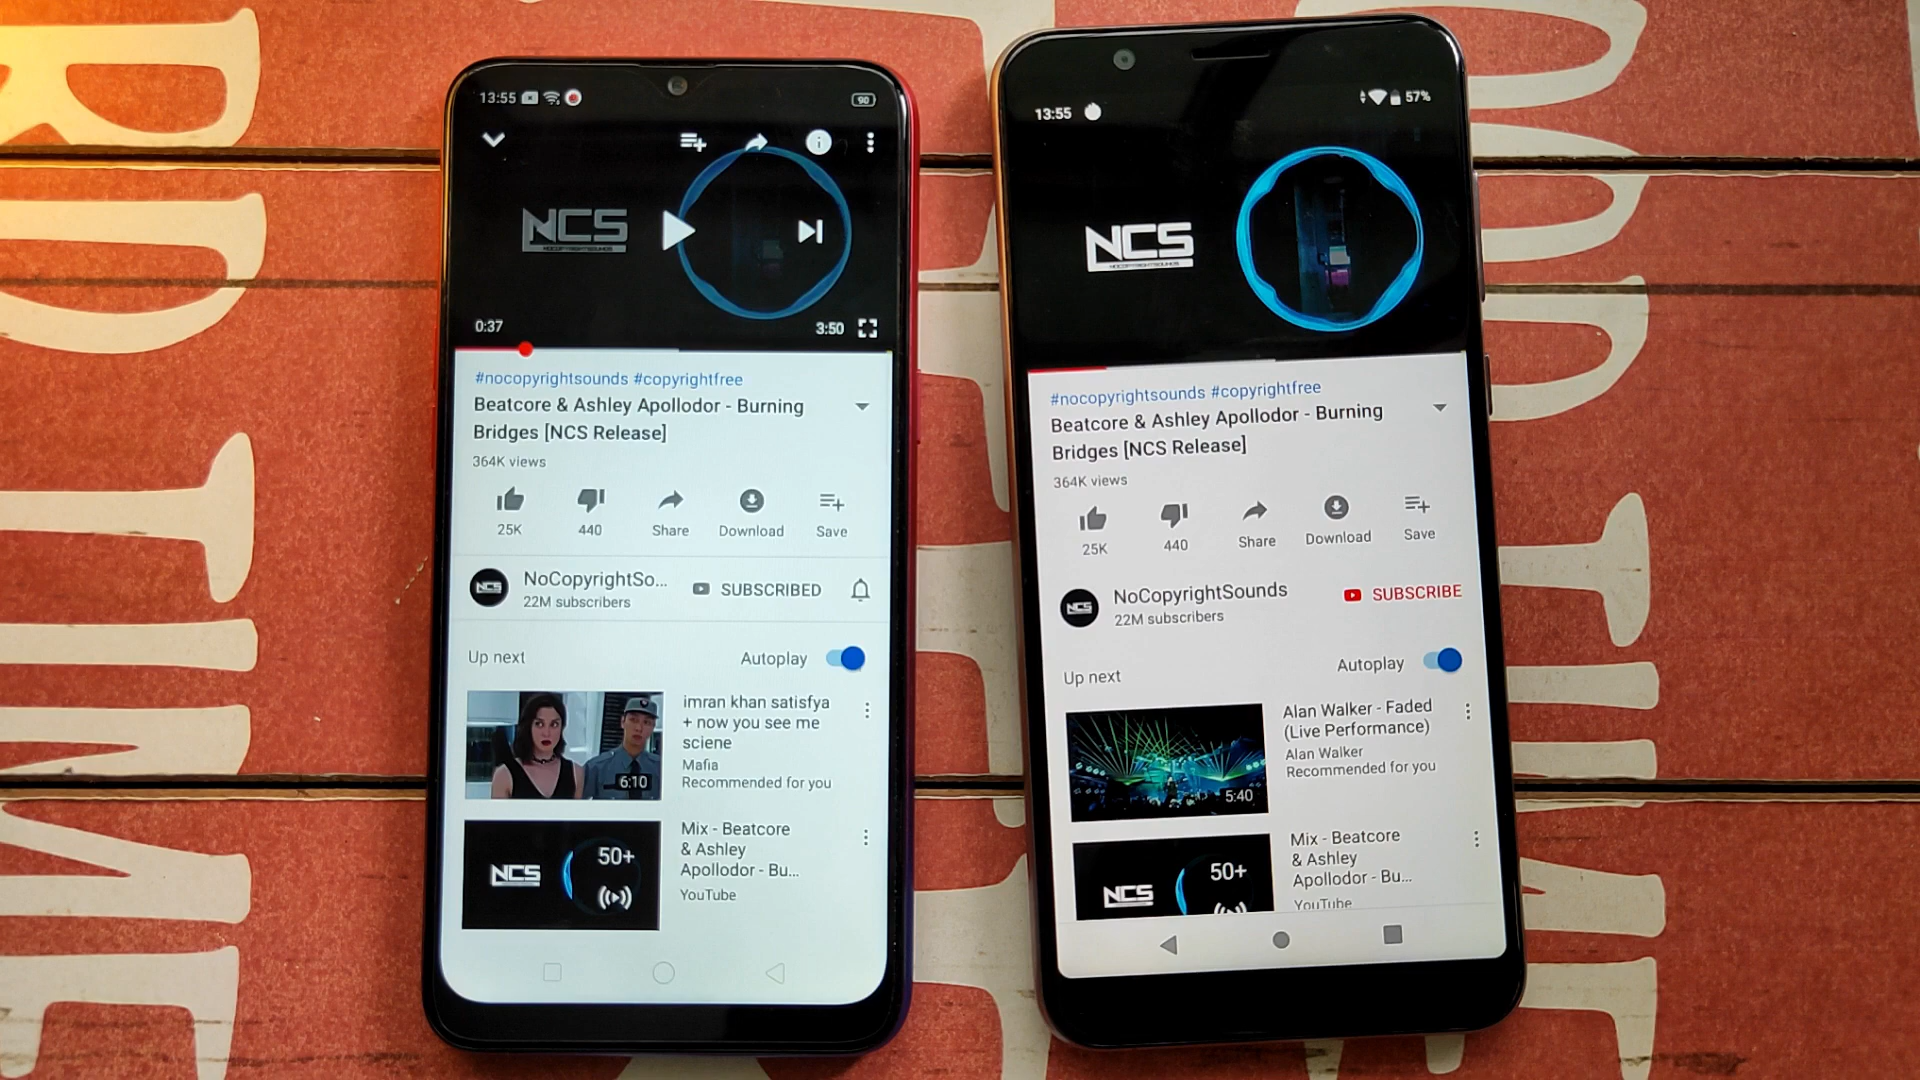 13:55
90
NCS
NOCOPYRIGHTSOUNDS
0:37
3:50
#nocopyrightsounds #copyrightfree
Beatcore & Ashley Apollodor - Burning
Bridges [NCS Release]
364K views
25K
440
Share
Download
Save
NCS
NoCopyrightSo...
22M subscribers
SUBSCRIBED
Up next
Autoplay
6:10
imran khan satisfya
+ now you see me
sciene
Mafia
Recommended for you
NCS
50+
Mix - Beatcore
& Ashley
Apollodor - Bu...
YouTube
13:55
57%
NCS
NOCOPYRIGHTSOUNDS
#nocopyrightsounds #copyrightfree
Beatcore & Ashley Apollodor - Burning
Bridges [NCS Release]
364K views
25K
440
Share
Download
Save
NCS
NoCopyrightSounds
22M subscribers
SUBSCRIBE
Up next
Autoplay
5:40
Alan Walker - Faded
(Live Performance)
Alan Walker
Recommended for you
NCS
50+
Mix - Beatcore
& Ashley
Apollodor - Bu...
YouTube